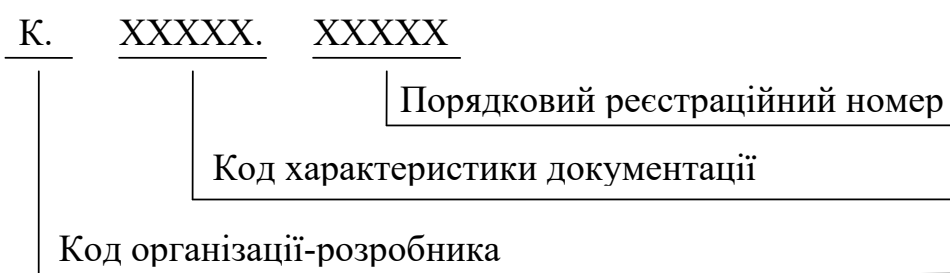 К. ХХХХХ. ХХХХХ
Порядковий реєстраційний номер
Код характеристики документації
Код організації-розробника